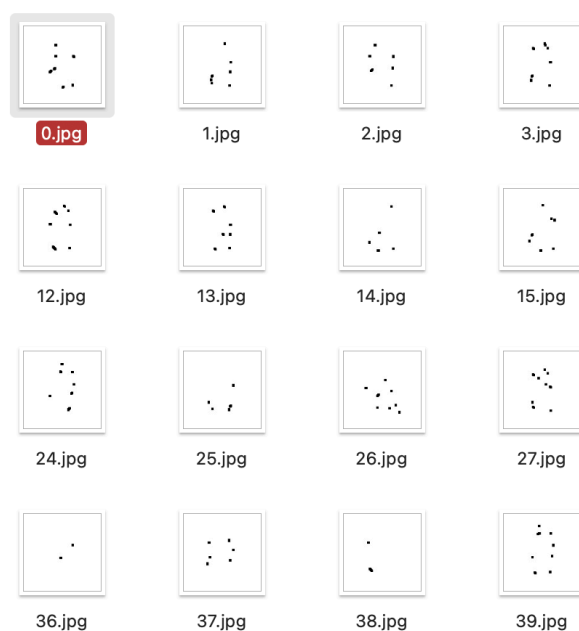 0.jpg 1.jpg 2.jpg 3.jpg
12.jpg 13.jpg 14.jpg 15.jpg
24.jpg 25.jpg 26.jpg 27.jpg
36.jpg 37.jpg 38.jpg 39.jpg